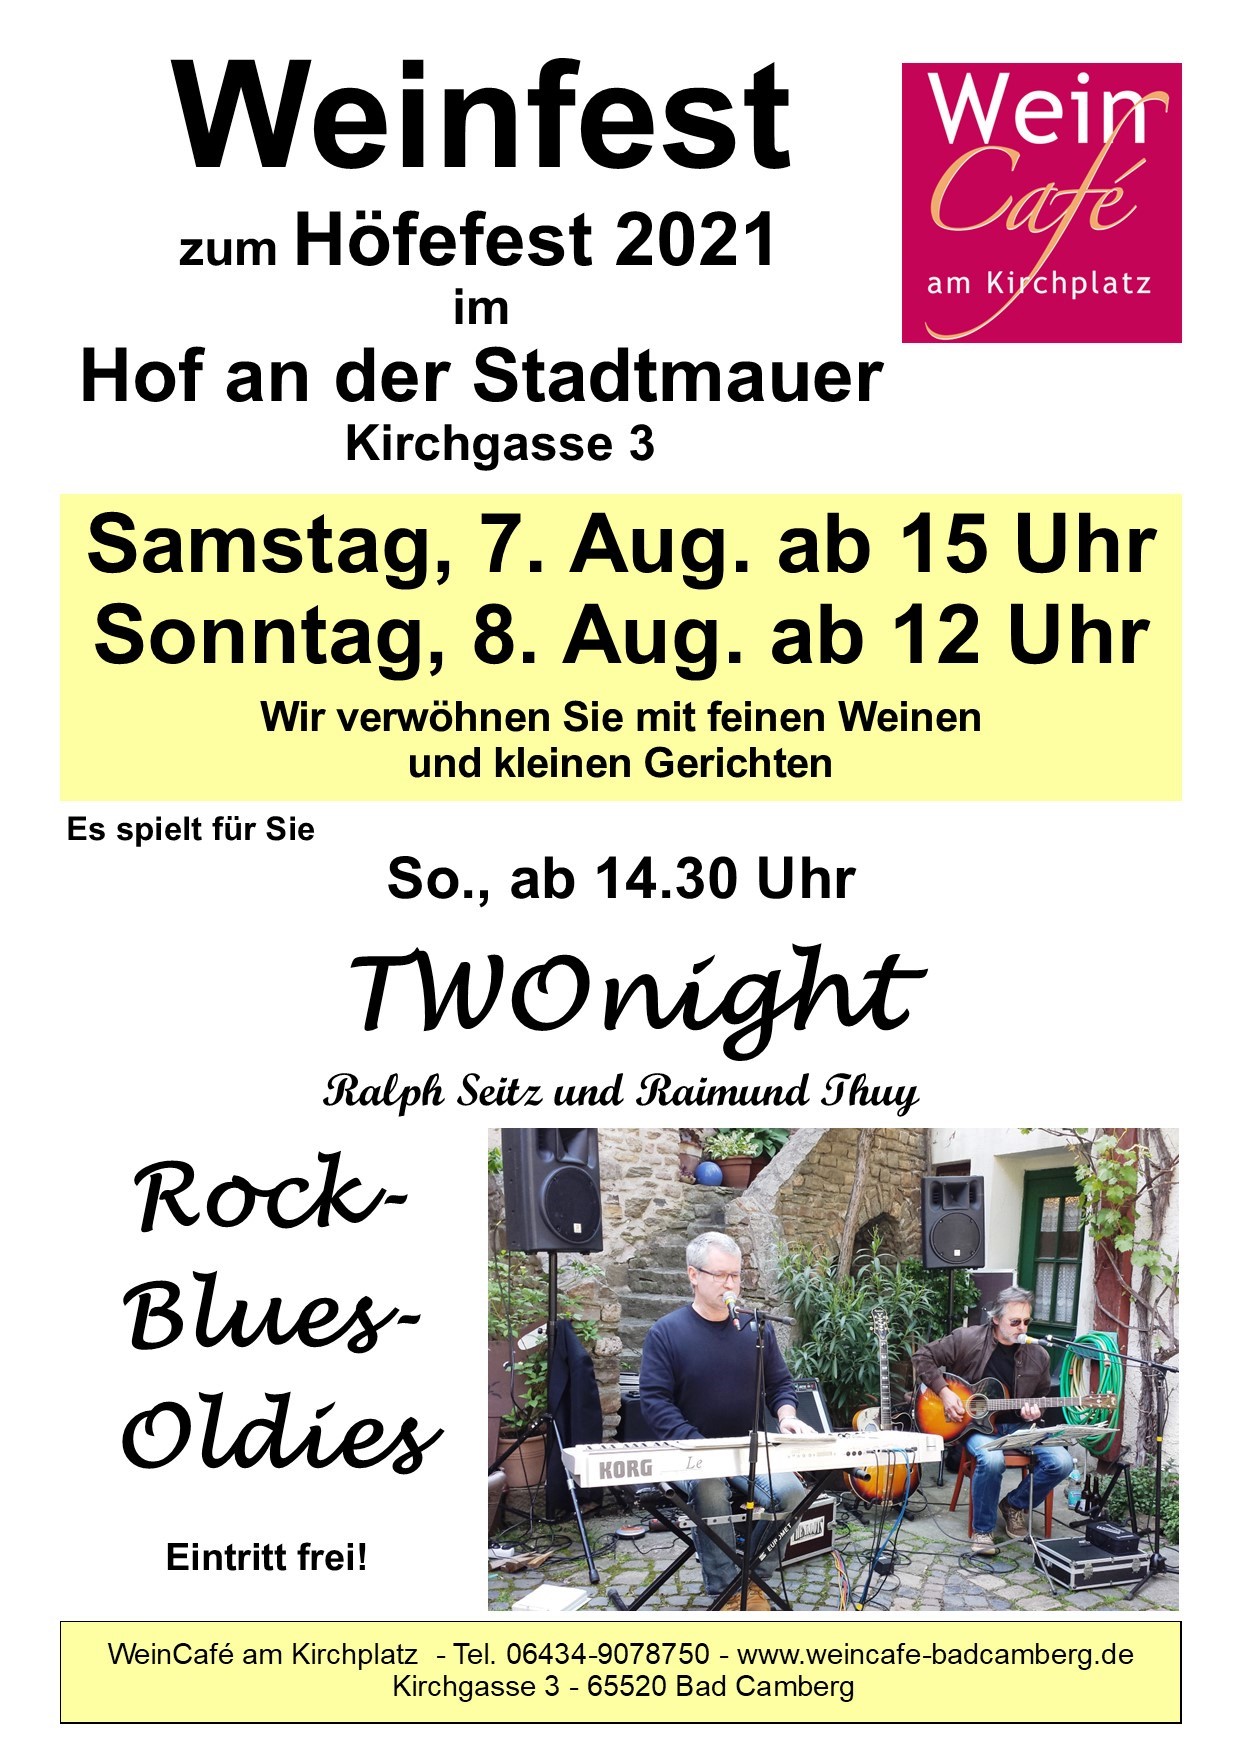 Weinfest
Wein
Café
am Kirchplatz
zum Höfefest 2021
im
Hof an der Stadtmauer
Kirchgasse 3
Samstag, 7. Aug. ab 15 Uhr
Sonntag, 8. Aug. ab 12 Uhr
Wir verwöhnen Sie mit feinen Weinen
und kleinen Gerichten
Es spielt für Sie
So., ab 14.30 Uhr
TWOnight
Ralph Seitz und Raimund Thuy
Rock-
Blues-
Oldies
KORG
Le
EUROMET
Eintritt frei!
WeinCafé am Kirchplatz - Tel. 06434-9078750 - www.weincafe-badcamberg.de
Kirchgasse 3 - 65520 Bad Camberg